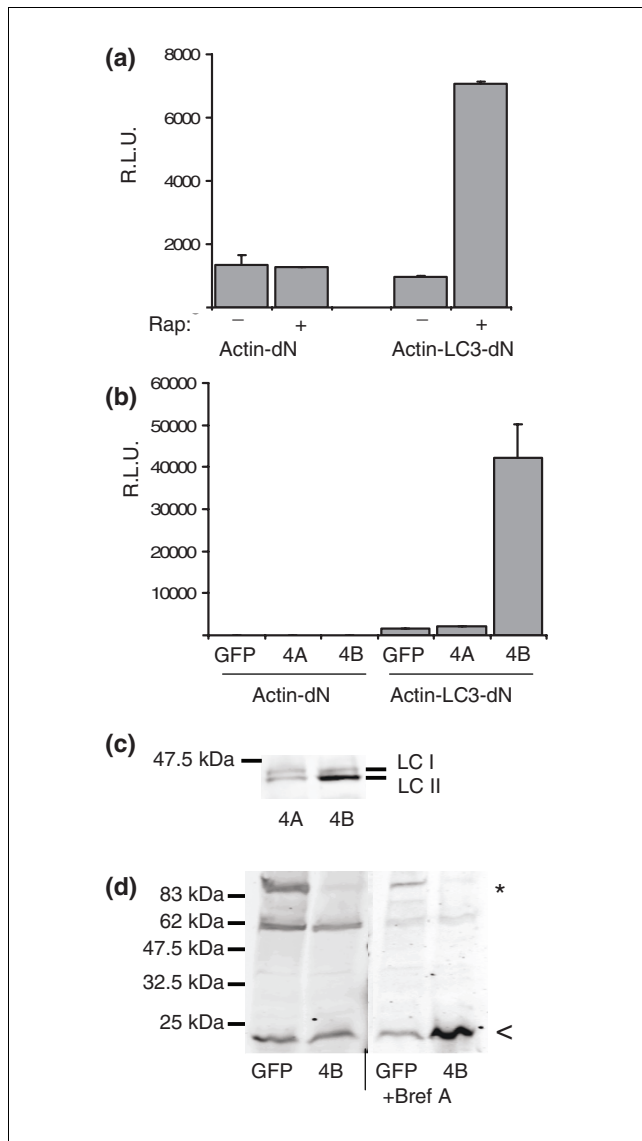 (a)
8000
6000
4000
2000
R.L.U.
Rap: – + – +
Actin-dN Actin-LC3-dN
(b)
60000
50000
40000
30000
20000
10000
R.L.U.
GFP 4A 4B GFP 4A 4B
Actin-dN Actin-LC3-dN
(c)
47.5 kDa
LC I
LC II
4A 4B
(d)
83 kDa *
62 kDa
47.5 kDa
32.5 kDa
25 kDa
<
GFP 4B GFP 4B
+Bref A